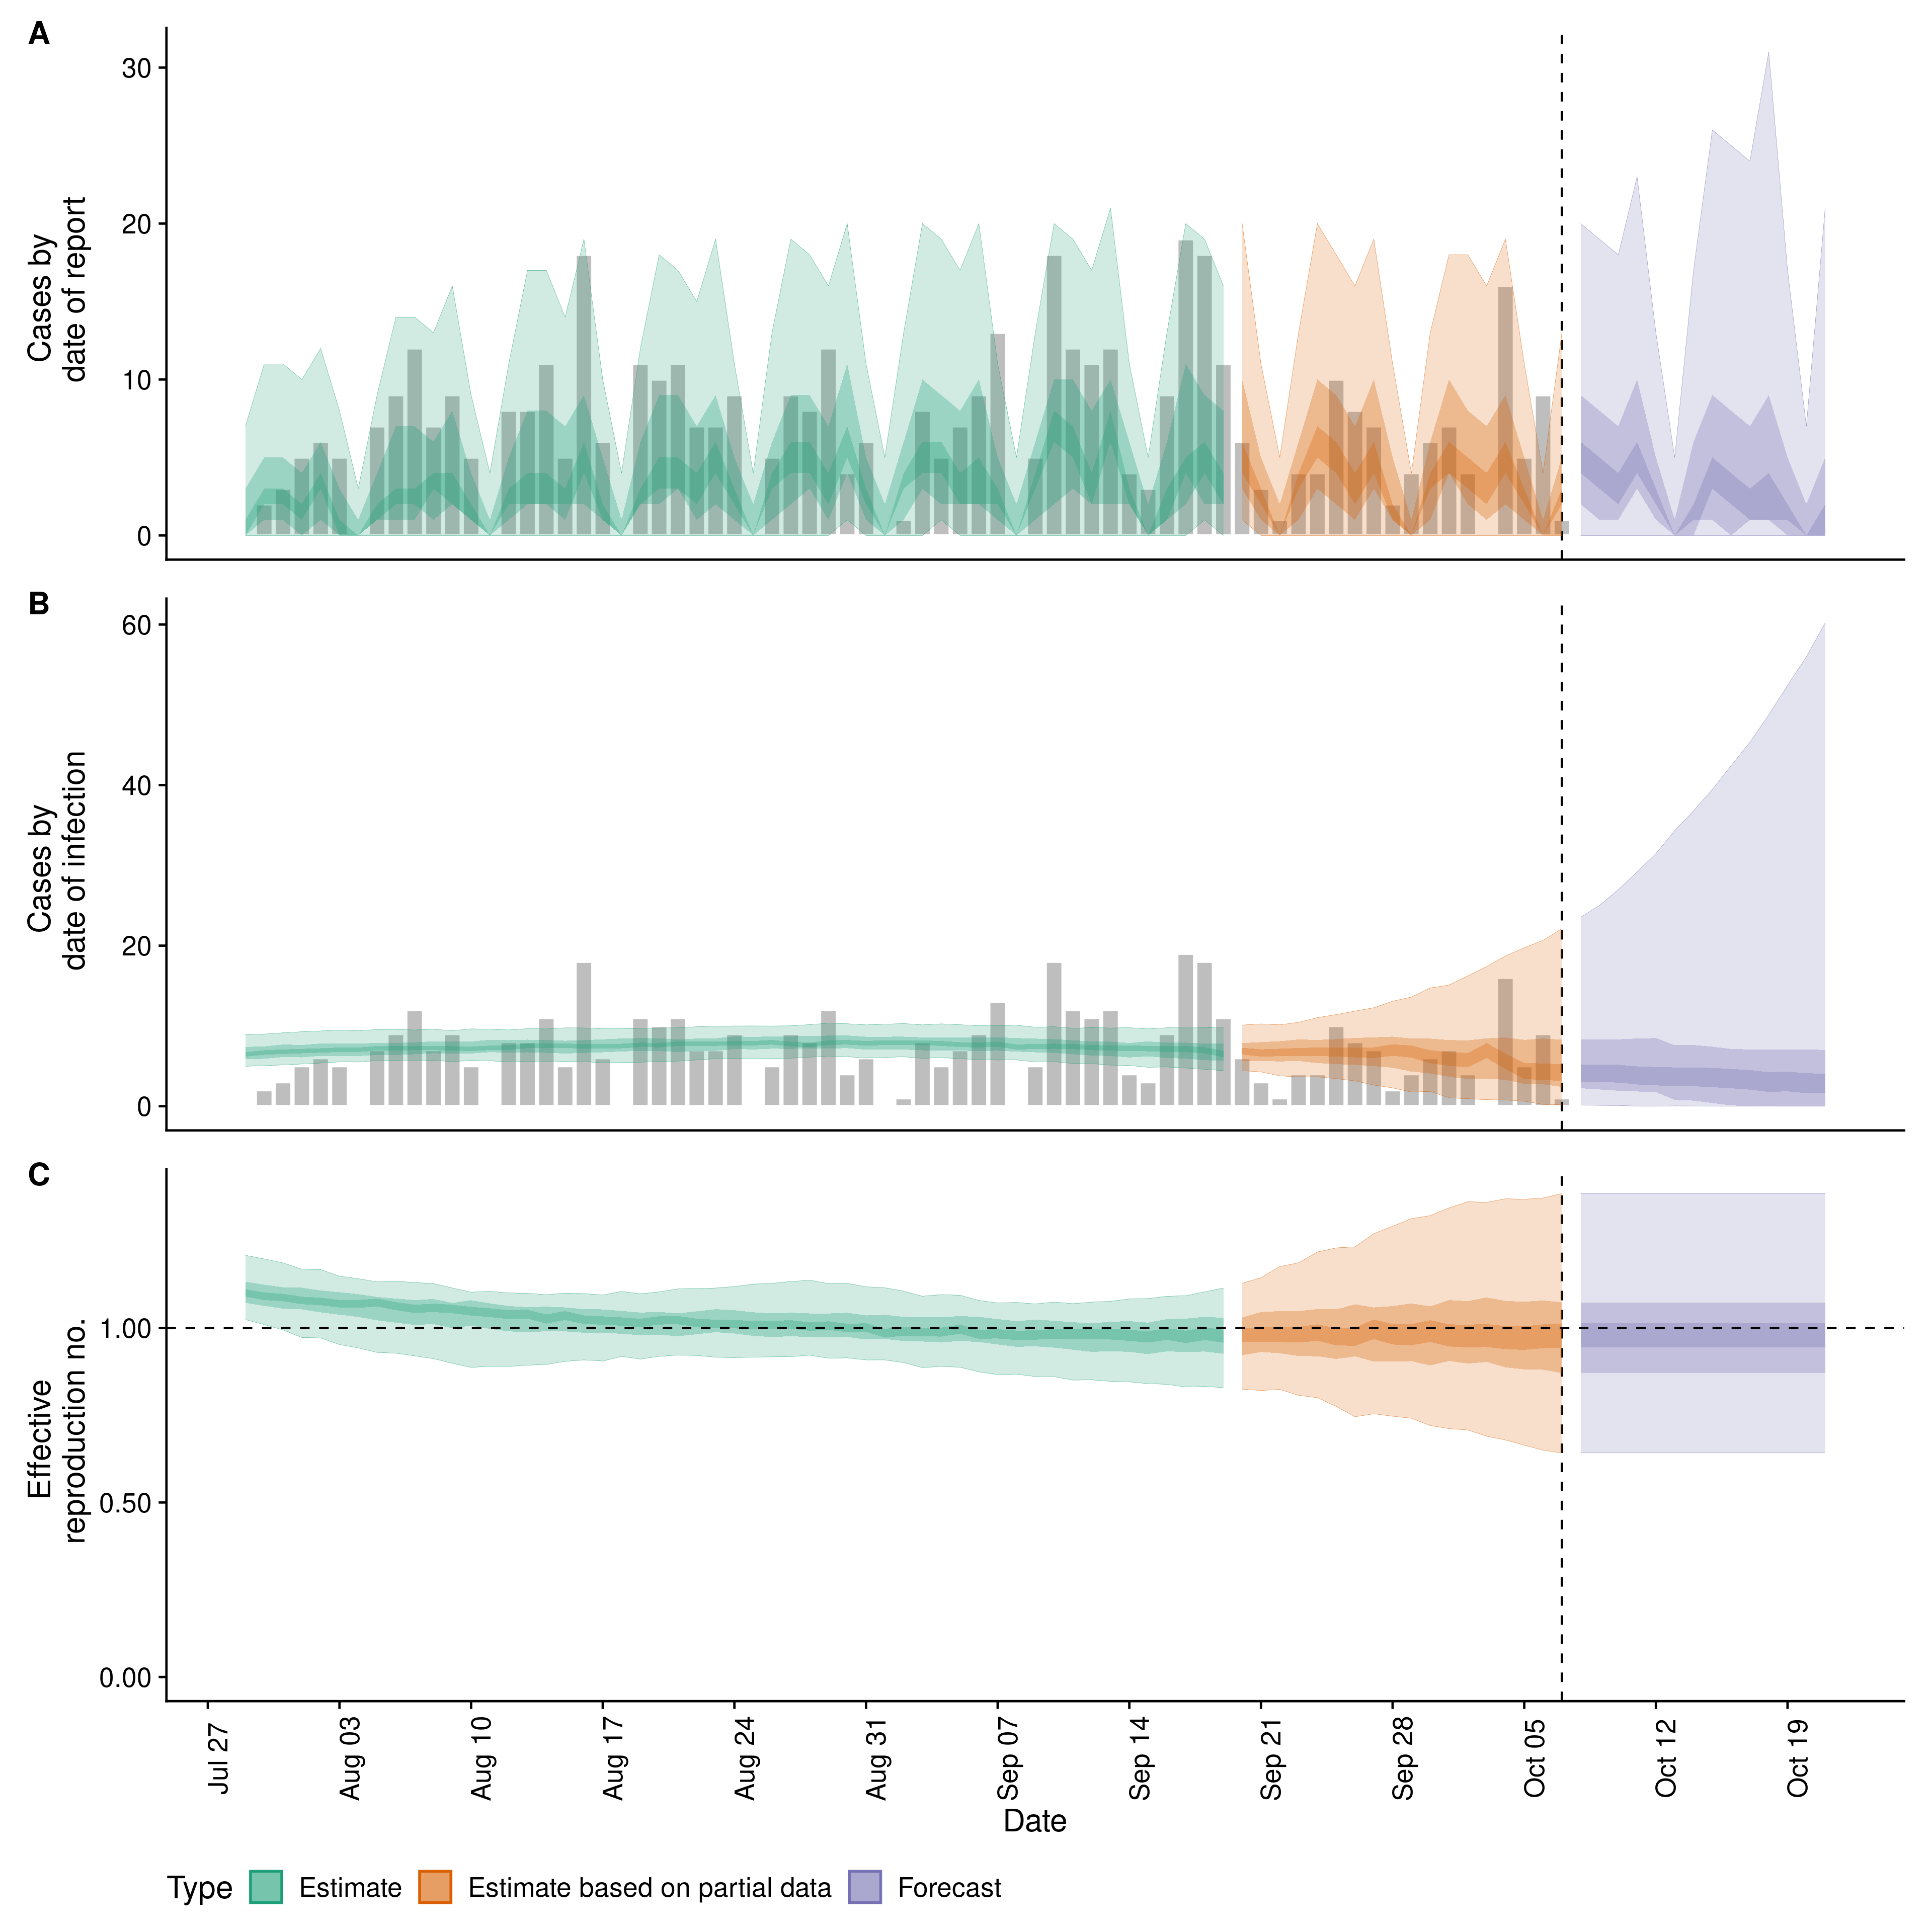 A
Cases by
date of report
30
20
10
0
B
Cases by
date of infection
60
40
20
0
C
Effective
reproduction no.
1.00
0.50
0.00
Jul 27
Aug 03
Aug 10
Aug 17
Aug 24
Aug 31
Sep 07
Sep 14
Sep 21
Sep 28
Oct 05
Oct 12
Oct 19
Date
Type Estimate Estimate based on partial data Forecast